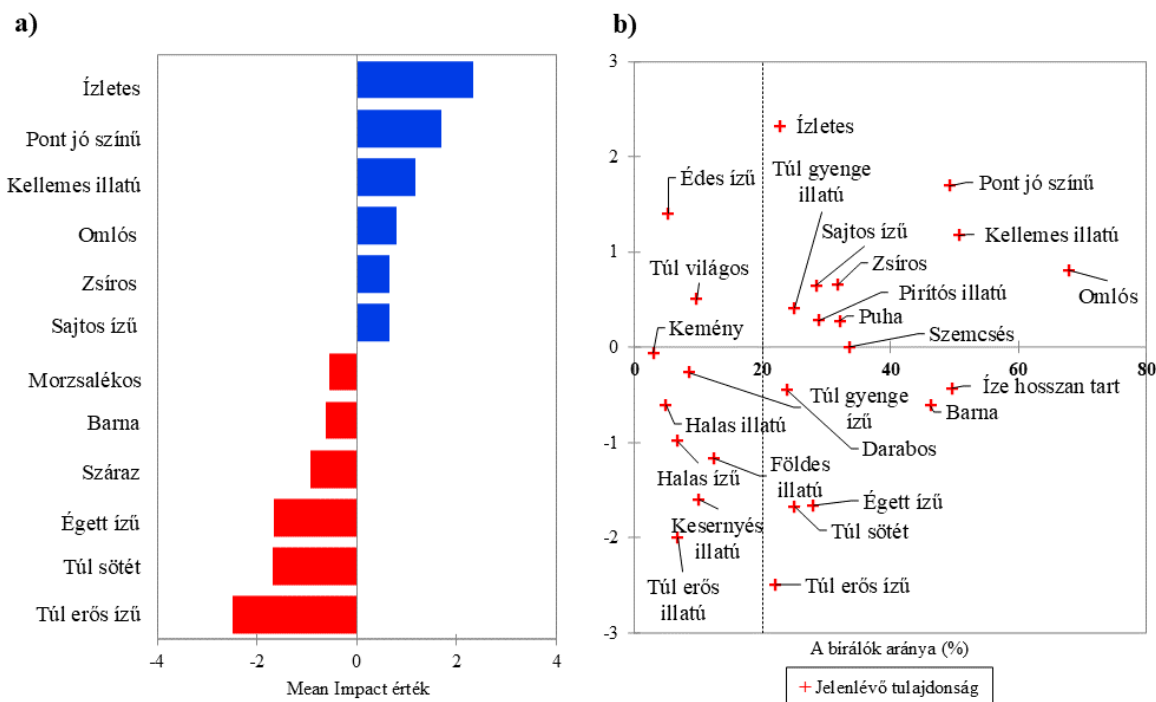 a)
Ízletes
Pont jó színű
Kellemes illatú
Omlós
Zsíros
Sajtos ízű
Morzsalékos
Barna
Száraz
Égett ízű
Túl sötét
Túl erős ízű
-4
-2
0
2
4
Mean Impact érték
b)
3
2
1
0
-1
-2
-3
Ízletes
Túl gyenge
illatú
Édes ízű
Pont jó színű
Sajtos ízű
Kellemes illatú
Túl világos
Zsíros
Pirítós illatú
Omlós
Kemény
Puha
Szemcsés
0
20
40
60
80
Túl gyenge
ízű
Íze hosszan tart
Barna
Halas illatú
Darabos
Halas ízű
Földes
illatú
Égett ízű
Kesernyés
illatú
Túl sötét
Túl erős
illatú
Túl erős ízű
A bírálók aránya (%)
Jelenlévő tulajdonság